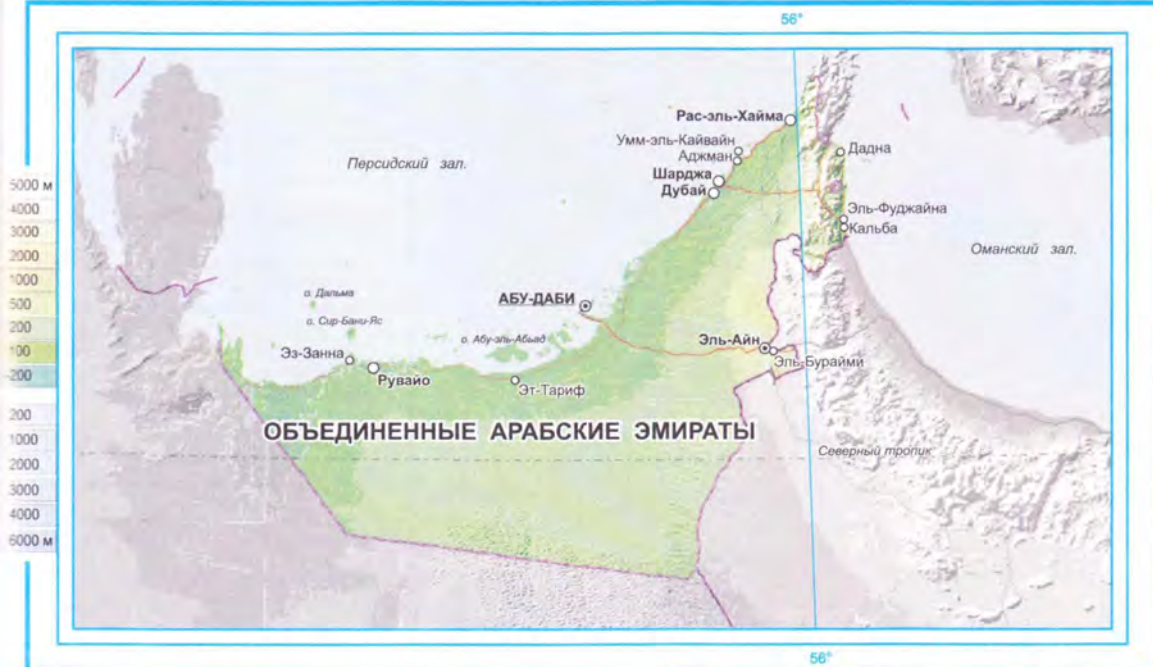 56°
Рас-эль-Хайма
Умм-эль-Кайвайн
Аджман
Дадна
Персидский зал.
Шарджа
Дубай
Эль-Фуджайна
Кальба
Оманский зал.
о. Дальма
АБУ-ДАБИ
о. Сир-Бани-Яс
о. Абу-эль-Абьад
Эль-Айн
Эль-Бурайми
Эз-Занна
Рувайо
Эт-Тариф
ОБЪЕДИНЕННЫЕ АРАБСКИЕ ЭМИРАТЫ
Северный тропик
5000 м
4000
3000
2000
1000
500
200
100
-200
200
1000
2000
3000
4000
6000 м
56°